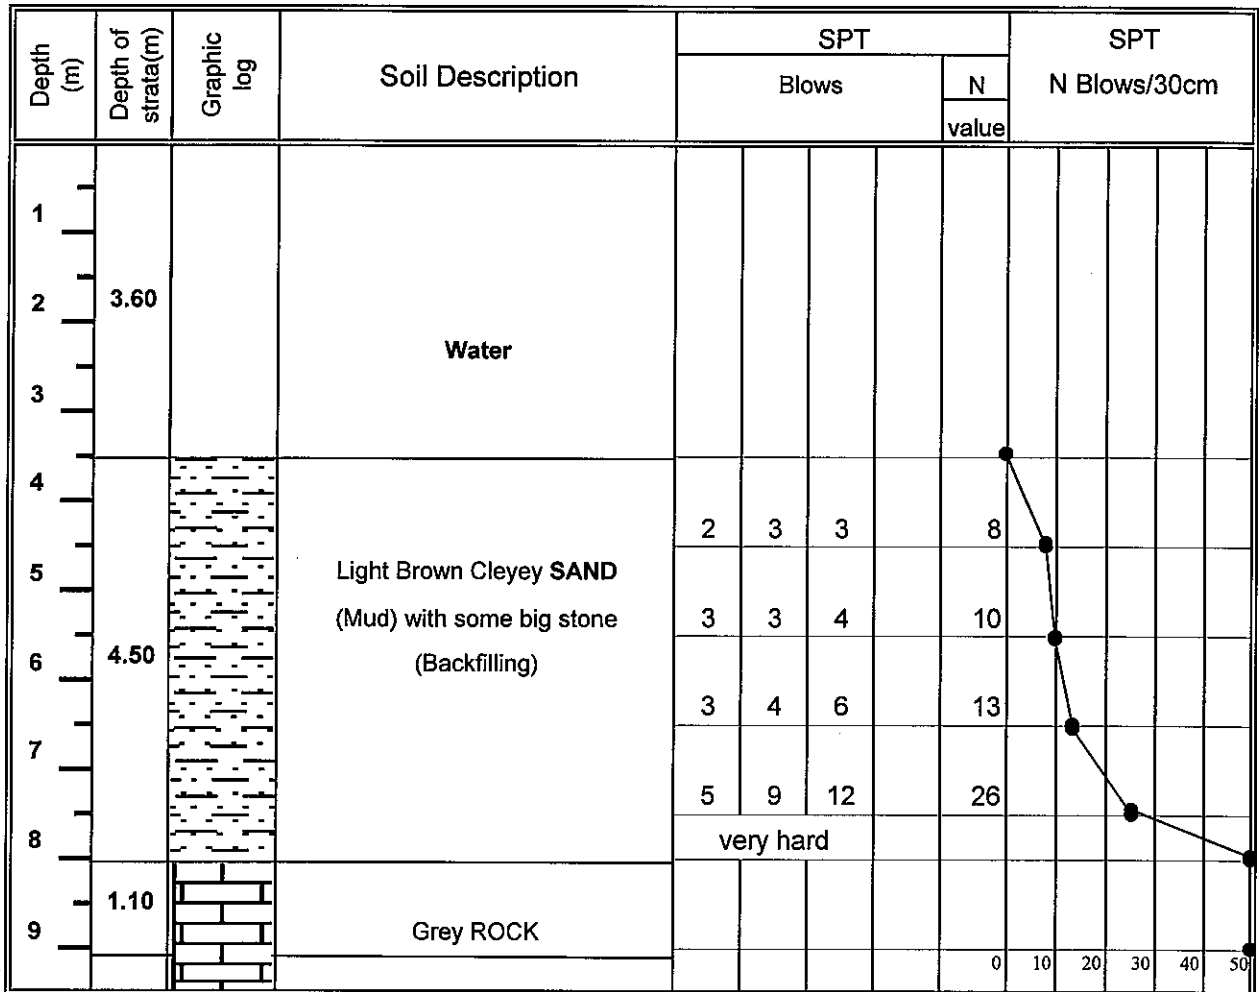 Depth (m)
Depth of strata(m)
Graphic log
Soil Description
SPT
Blows
N
value
SPT
N Blows/30cm
1
2
3.60
Water
3
4
2 3 3 8
5
Light Brown Cleyey SAND
(Mud) with some big stone
3 3 4 10
6
4.50
(Backfilling)
3 4 6 13
7
5 9 12 26
8
very hard
1.10
9
Grey ROCK
0 10 20 30 40 50